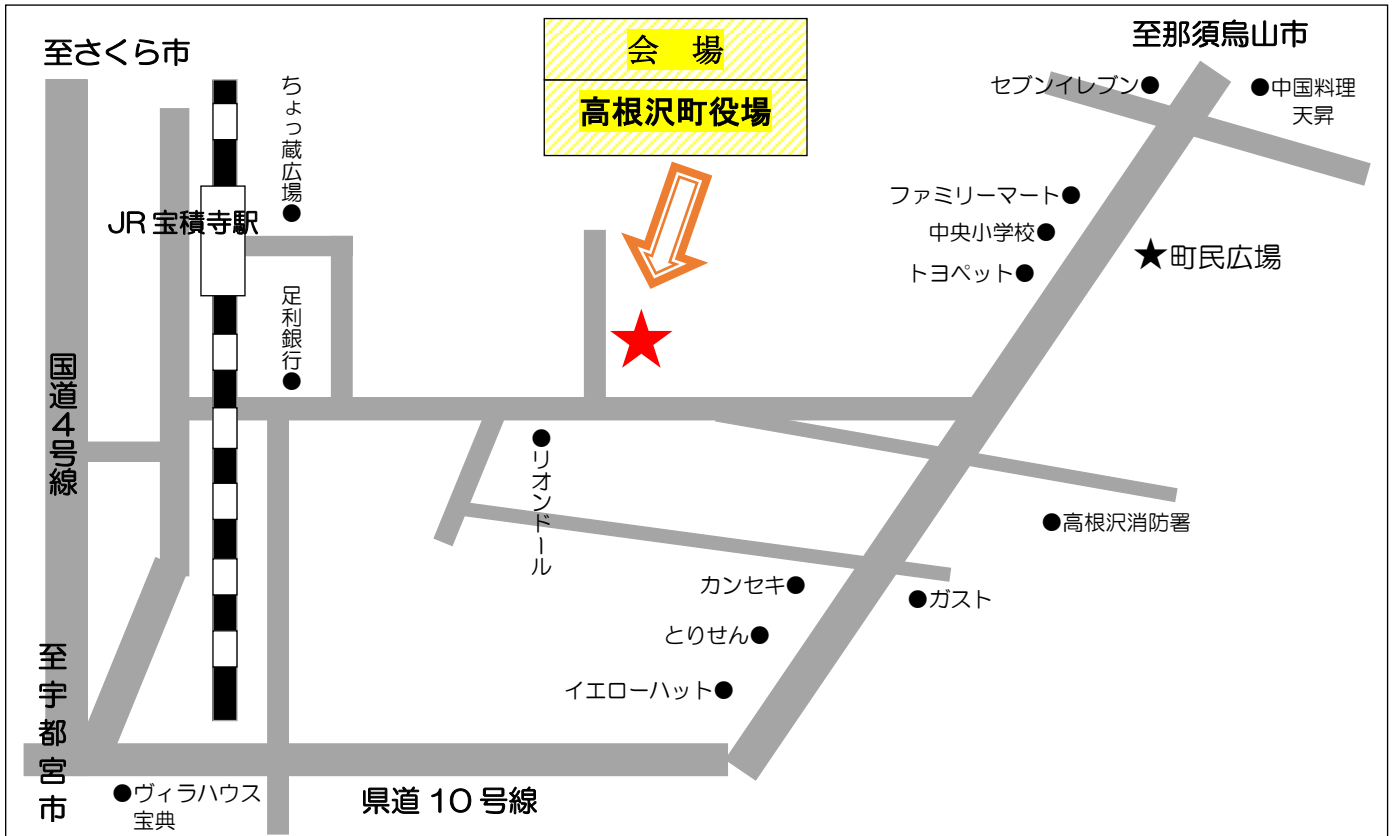 至さくら市
会　場
高根沢町役場
至那須烏山市
セブンイレブン
中国料理
天昇
ちょっ蔵広場
JR宝積寺駅
ファミリーマート
中央小学校
トヨペット
★町民広場
足利銀行
国道4号線
リオンドール
高根沢消防署
カンセキ
ガスト
とりせん
イエローハット
至宇都宮市
ヴィラハウス
宝典
県道10号線